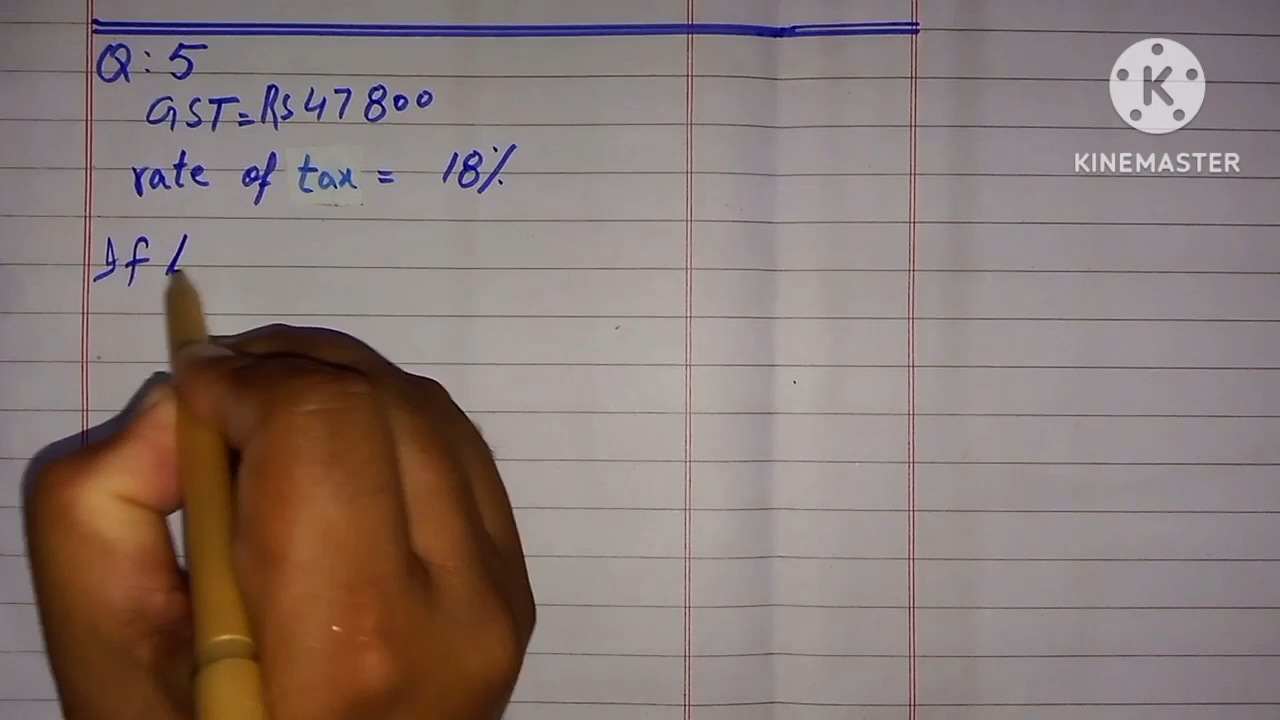 Q: 5
GST = Rs 47800
rate of tax = 18%
If
K
KINEMASTER